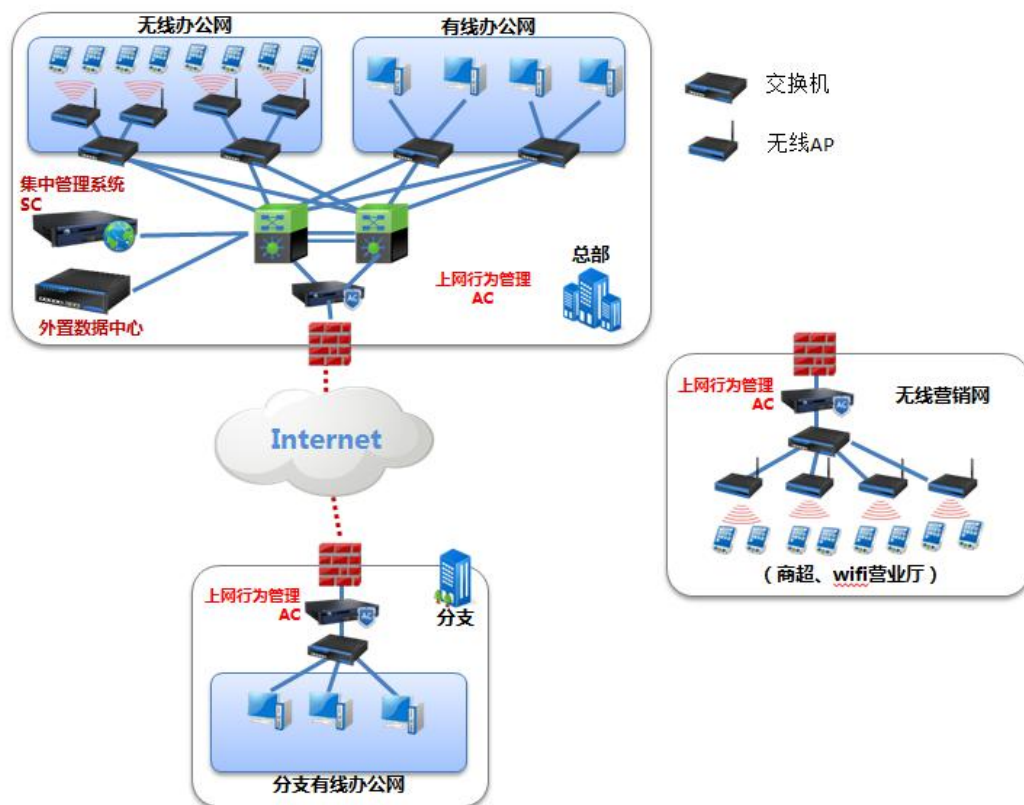 无线办公网
有线办公网
交换机
无线AP
集中管理系统
SC
外置数据中心
总部
上网行为管理
AC
AC
Internet
上网行为管理
AC
AC
无线营销网
（商超、wifi营业厅）
上网行为管理
AC
AC
分支
分支有线办公网